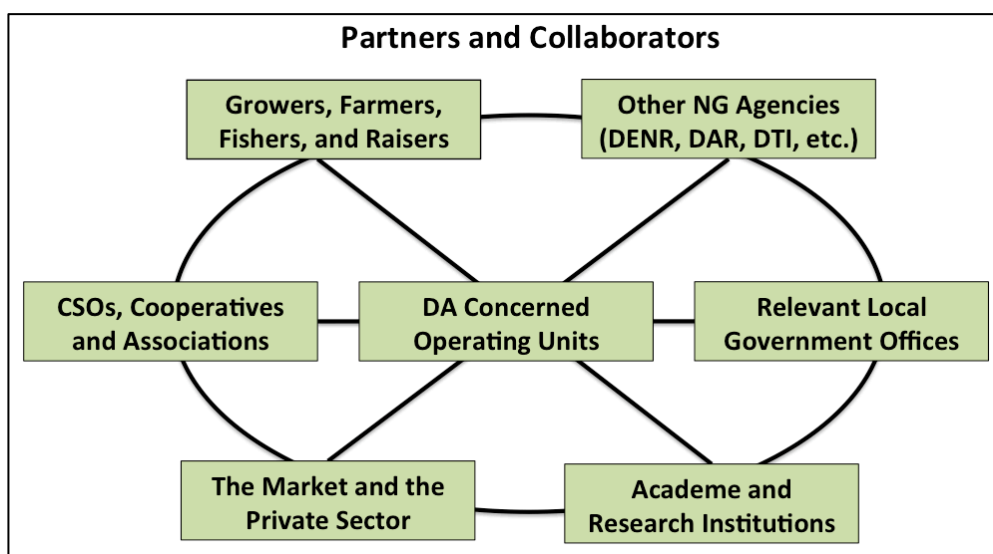 Partners and Collaborators
Growers, Farmers,
Fishers, and Raisers
Other NG Agencies
(DENR, DAR, DTI, etc.)
CSOs, Cooperatives
and Associations
DA Concerned
Operating Units
Relevant Local
Government Offices
The Market and the
Private Sector
Academe and
Research Institutions